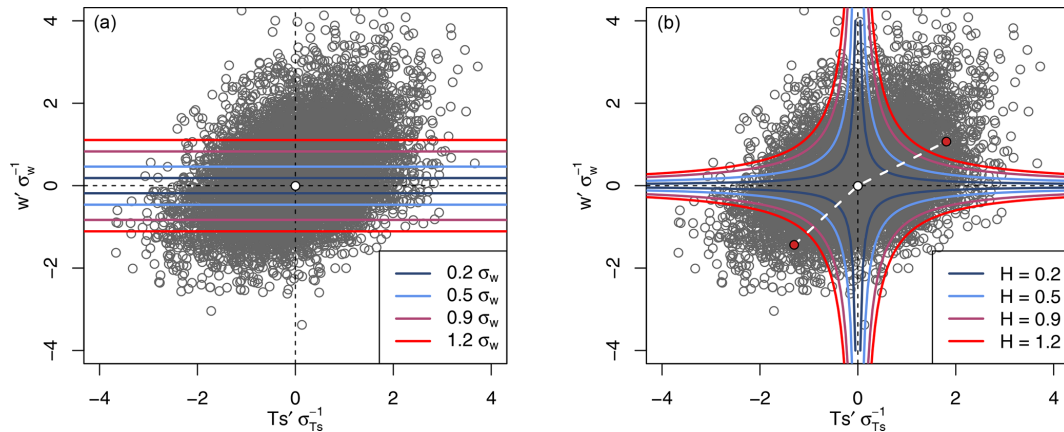 (a)
4
2
0
−2
−4
w′ σw⁻¹
−4 −2 0 2 4
Ts′ σTs⁻¹
0.2 σw
0.5 σw
0.9 σw
1.2 σw
(b)
4
2
0
−2
−4
w′ σw⁻¹
−4 −2 0 2 4
Ts′ σTs⁻¹
H = 0.2
H = 0.5
H = 0.9
H = 1.2